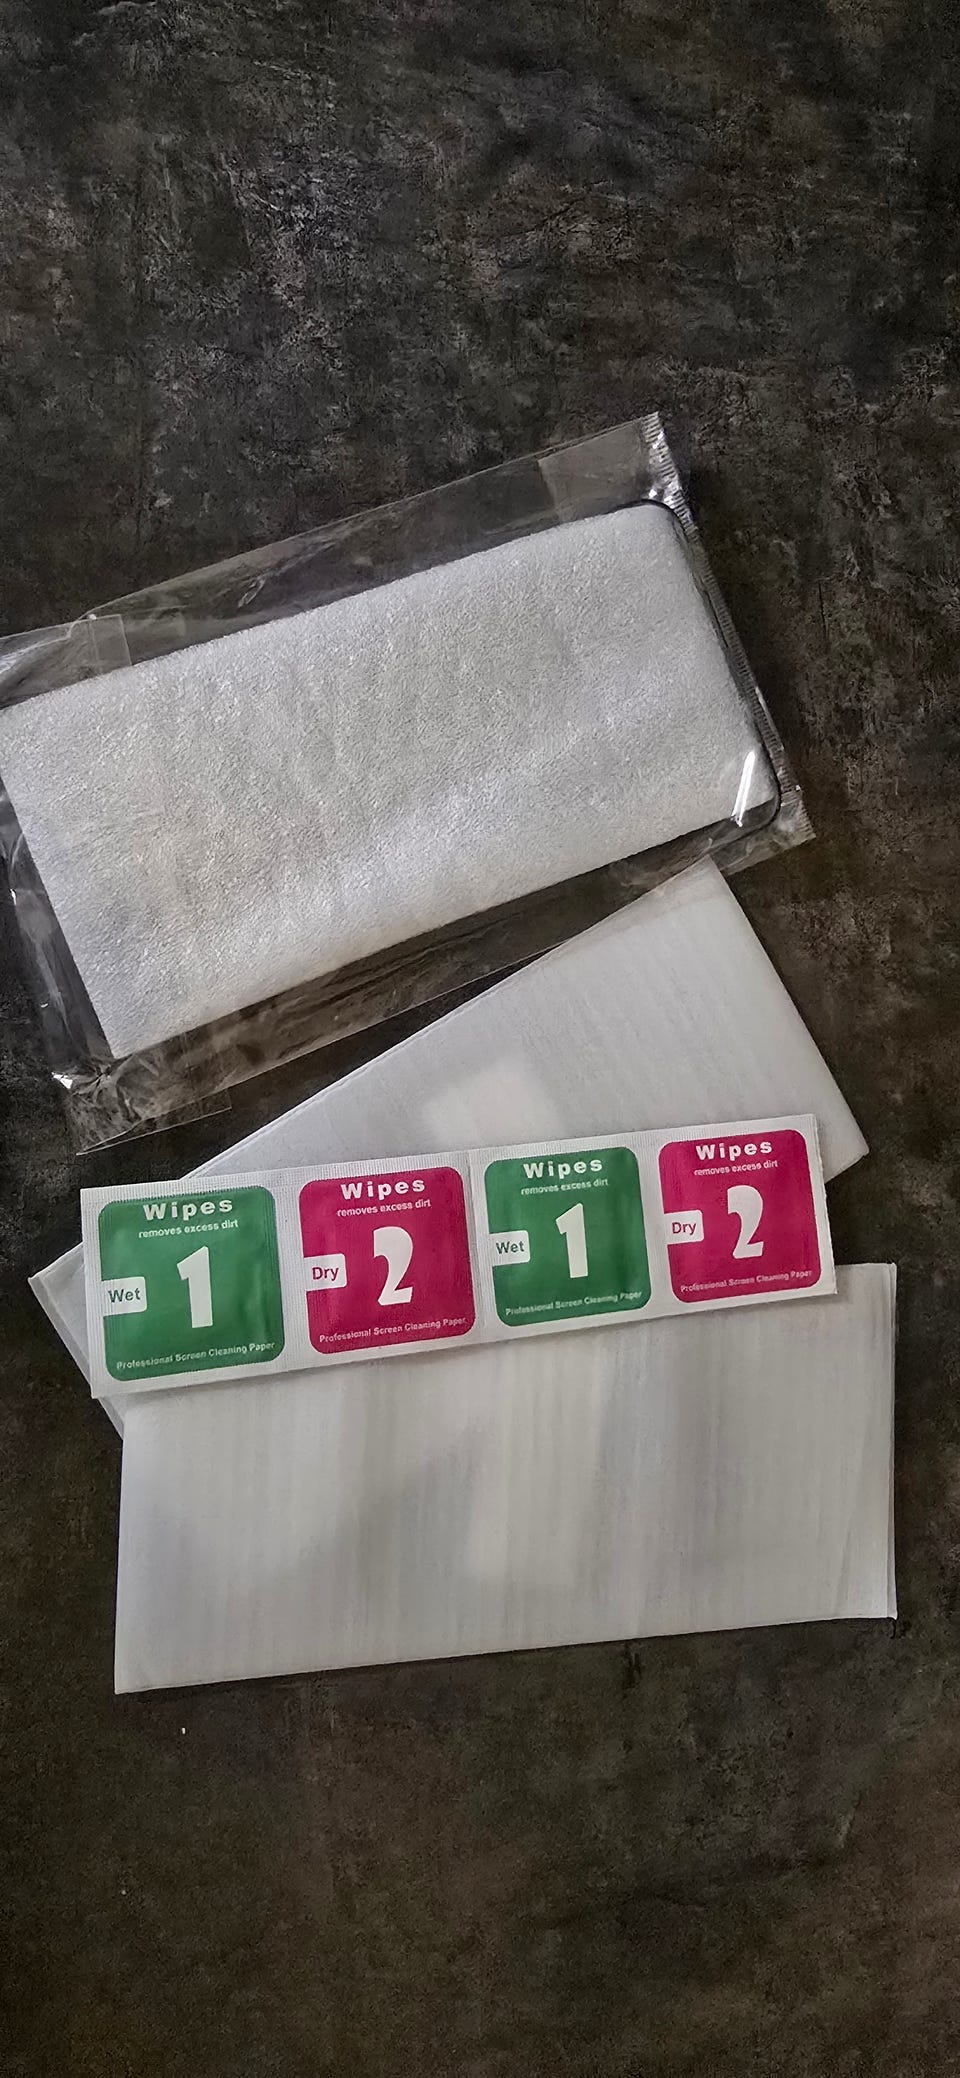 Wipes
removes excess dirt
Wet
1
Professional Screen Cleaning Paper
Wipes
removes excess dirt
Dry
2
Professional Screen Cleaning Paper
Wipes
removes excess dirt
Wet
1
Professional Screen Cleaning Paper
Wipes
removes excess dirt
Dry
2
Professional Screen Cleaning Paper